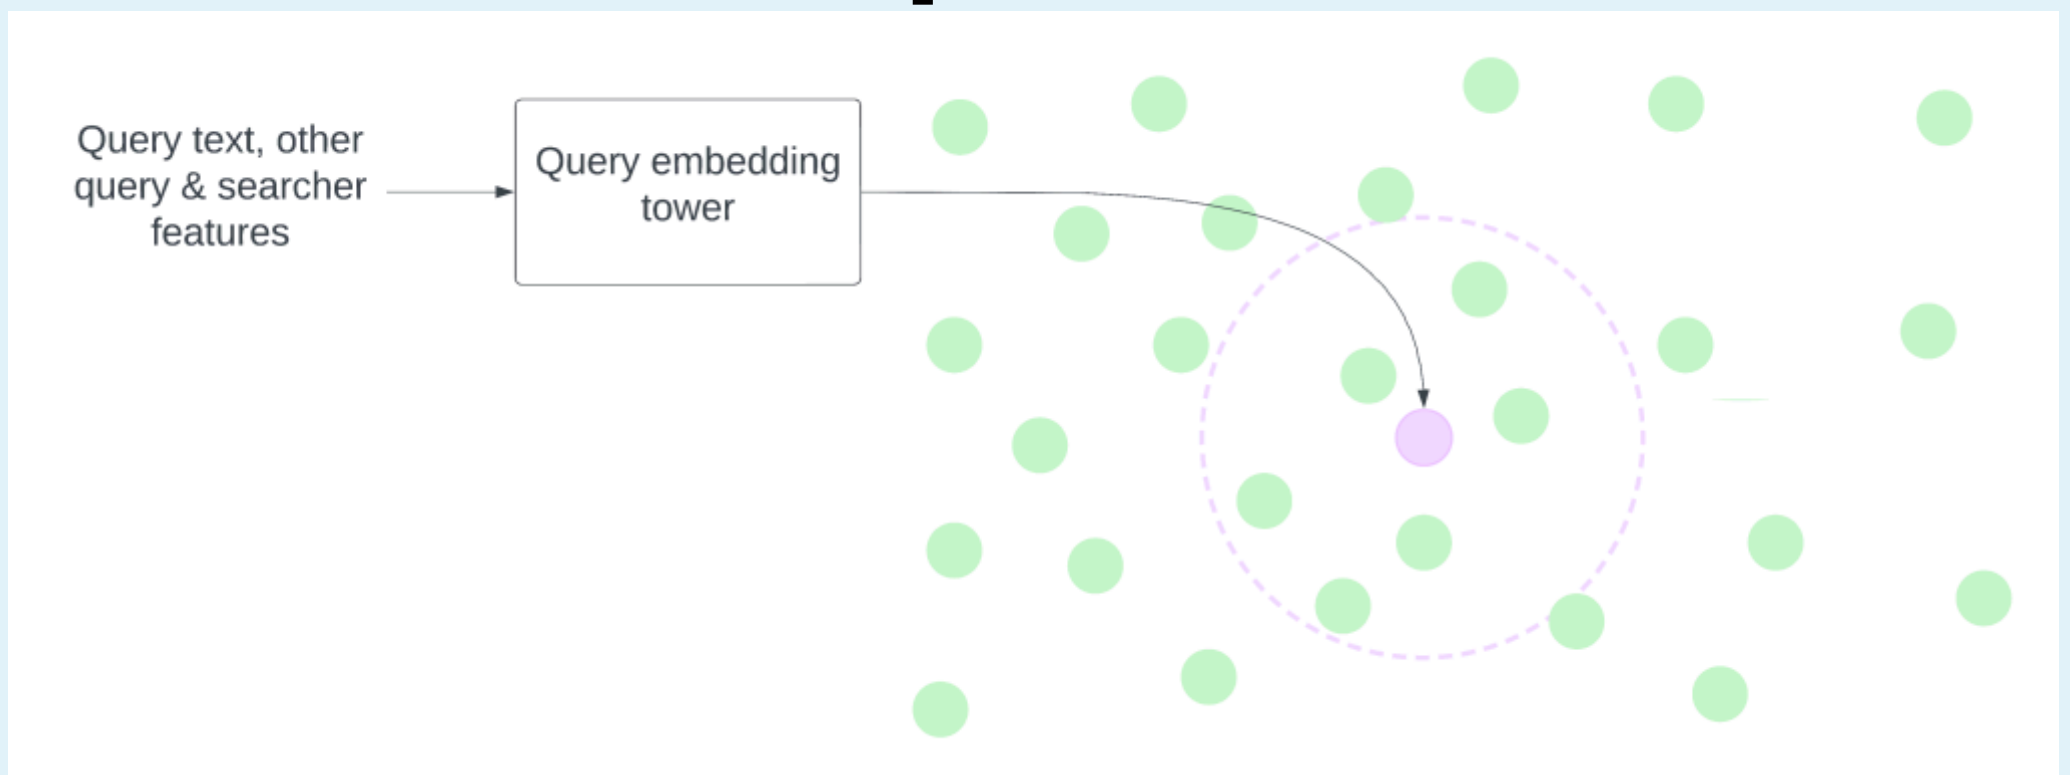 Query text, other
query & searcher
features
Query embedding
tower